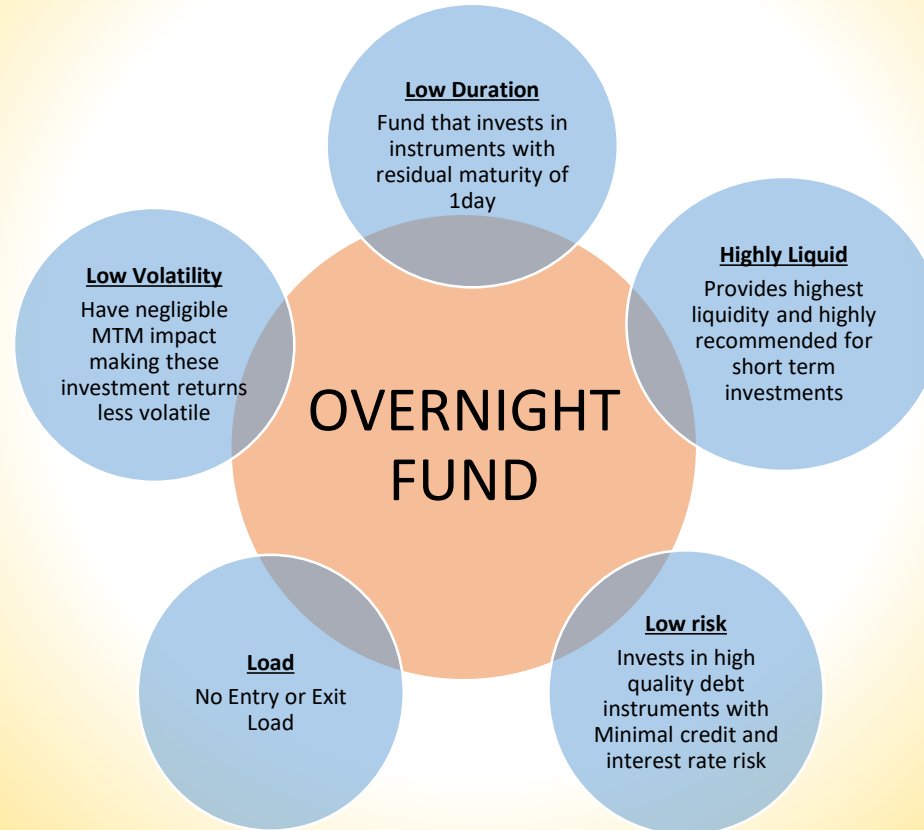 Low Duration
Fund that invests in
instruments with
residual maturity of
1day
Highly Liquid
Provides highest
liquidity and highly
recommended for
short term
investments
Low Volatility
Have negligible
MTM impact
making these
investment returns
less volatile
OVERNIGHT
FUND
Low risk
Invests in high
quality debt
instruments with
Minimal credit and
interest rate risk
Load
No Entry or Exit
Load